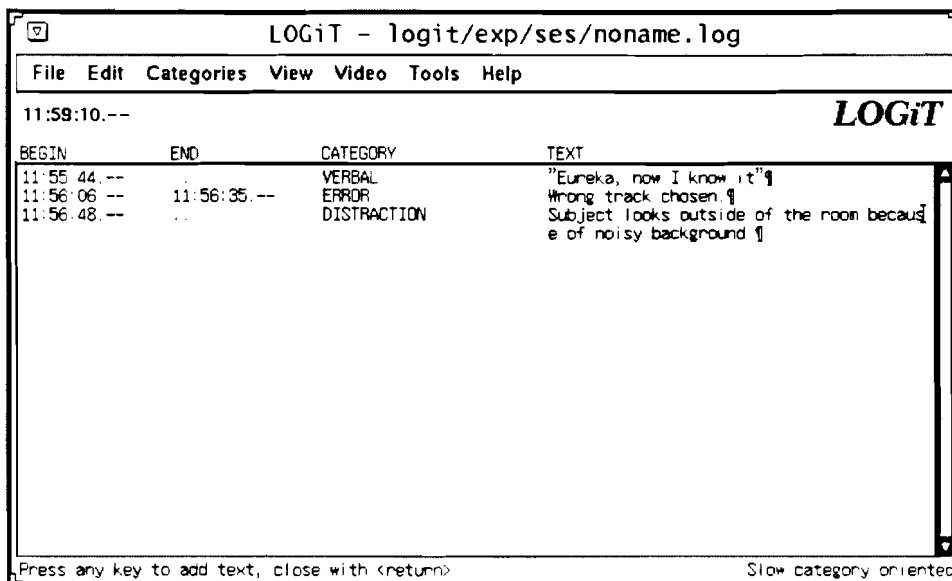 LOGiT - logit/exp/ses/noname.log
File Edit Categories View Video Tools Help
11:59:10.-- LOGiT
BEGIN END CATEGORY TEXT
11:55 44.-- . VERBAL "Eureka, now I know it"¶
11:56:06 -- 11:56:35.-- ERROR Wrong track chosen.¶
11:56.48.-- .. DISTRACTION Subject looks outside of the room becaus
e of noisy background ¶
Press any key to add text, close with <return> Slow category oriented